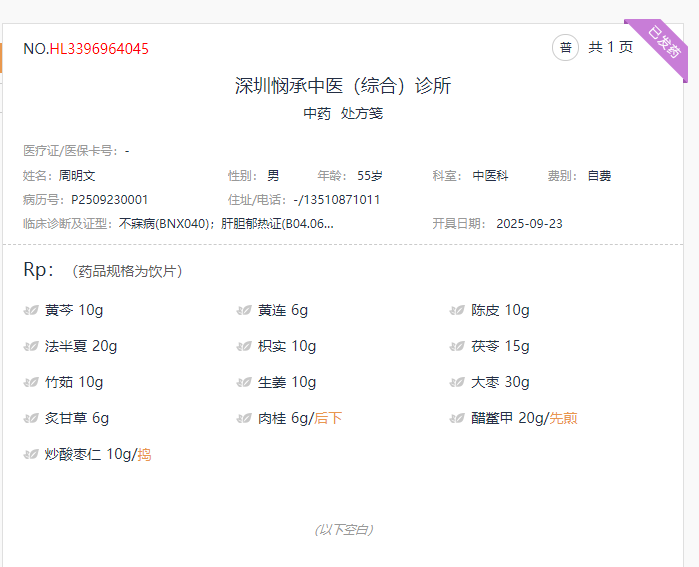 NO.HL3396964045 普 共 1 页 已发药
深圳悯承中医（综合）诊所
中药 处方笺
医疗证/医保卡号： -
姓名： 周明文 性别： 男 年龄： 55岁 科室： 中医科 费别： 自费
病历号： P2509230001 住址/电话： -/13510871011
临床诊断及证型： 不寐病(BNX040)； 肝胆郁热证(B04.06... 开具日期： 2025-09-23
Rp： （药品规格为饮片）
黄芩 10g 黄连 6g 陈皮 10g
法半夏 20g 枳实 10g 茯苓 15g
竹茹 10g 生姜 10g 大枣 30g
炙甘草 6g 肉桂 6g/后下 醋鳖甲 20g/先煎
炒酸枣仁 10g/捣
（以下空白）